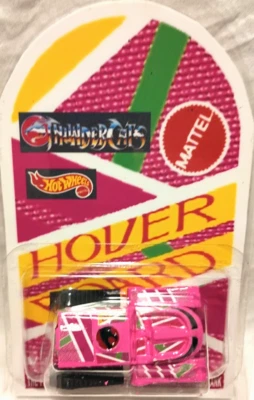 THUNDERCATS
MATTEL
HOT WHEELS
HOVER
BOARD